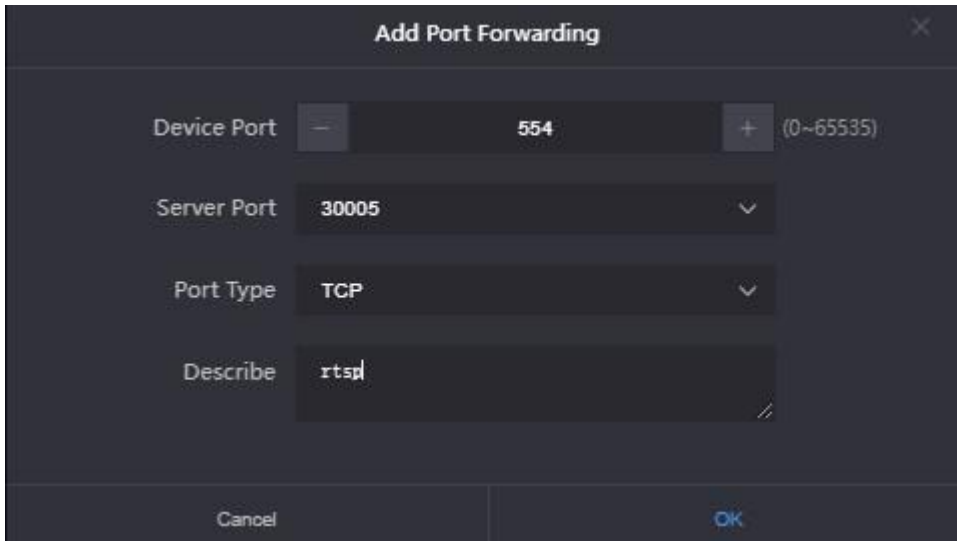 Add Port Forwarding
Device Port − 554 + (0~65535)
Server Port 30005
Port Type TCP
Describe rtsp
Cancel OK